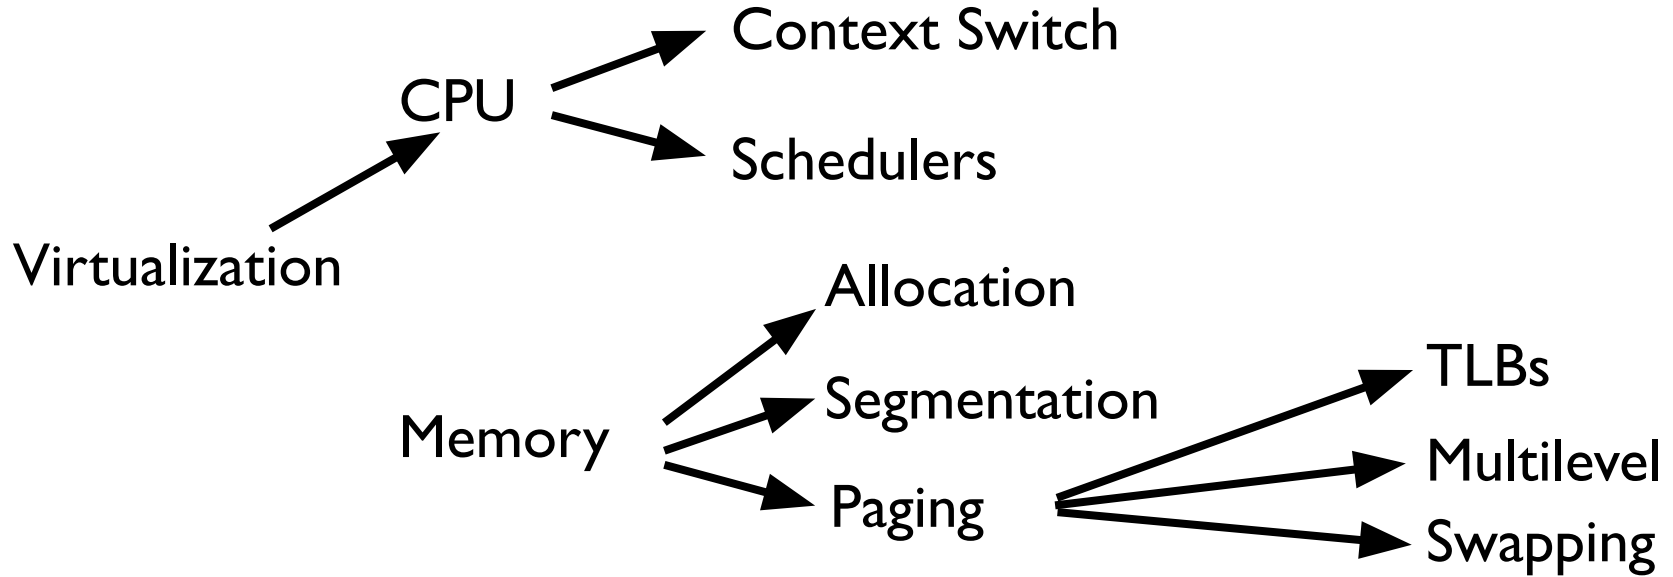 Context Switch
CPU
Schedulers
Virtualization
Allocation
TLBs
Segmentation
Memory
Multilevel
Paging
Swapping